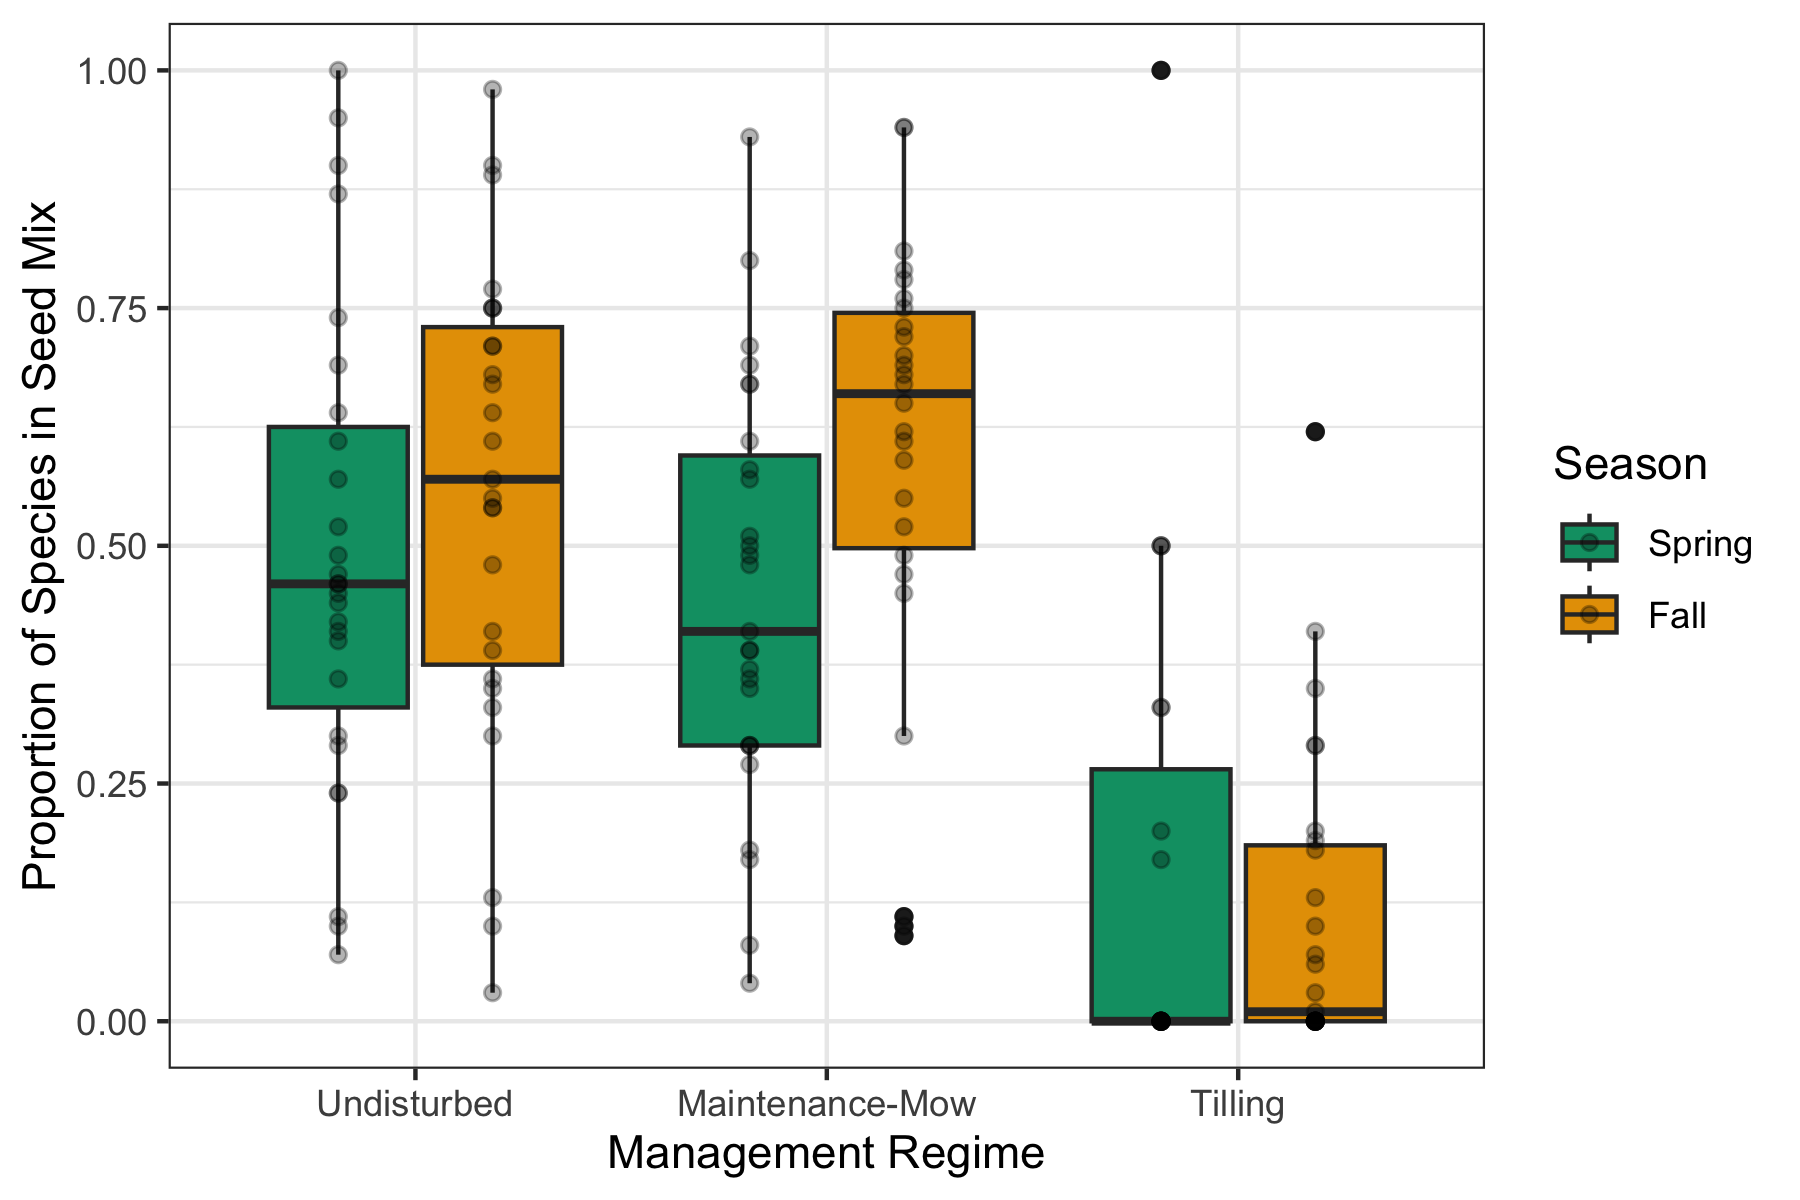 Proportion of Species in Seed Mix
1.00
0.75
0.50
0.25
0.00
Undisturbed
Maintenance-Mow
Tilling
Management Regime
Season
Spring
Fall